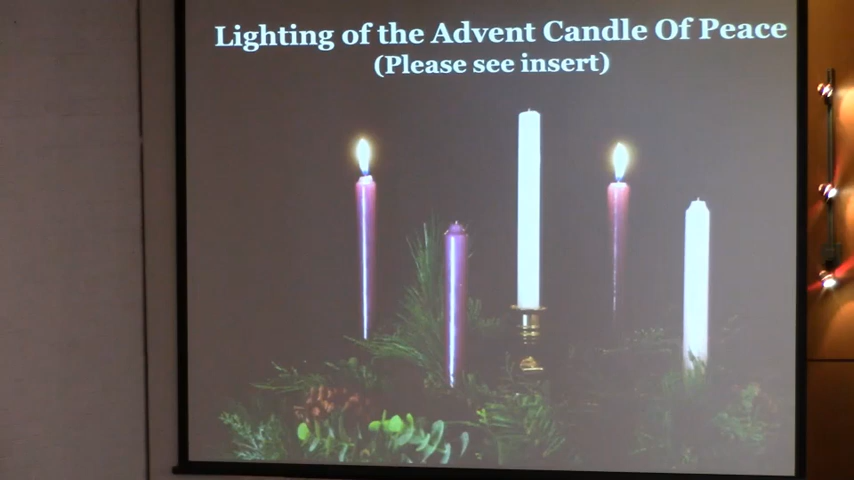 Lighting of the Advent Candle Of Peace
(Please see insert)